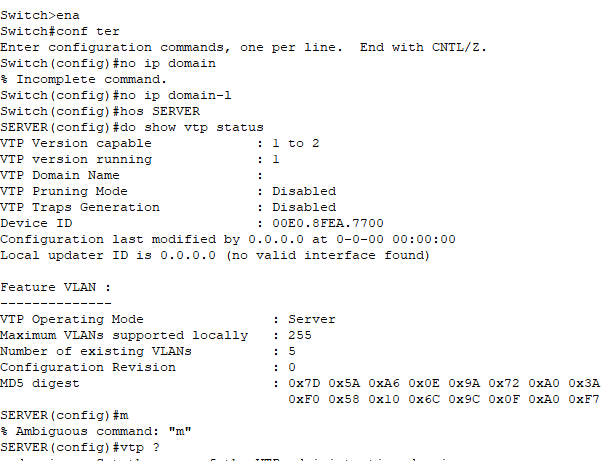 Switch>ena
Switch#conf ter
Enter configuration commands, one per line.  End with CNTL/Z.
Switch(config)#no ip domain
% Incomplete command.
Switch(config)#no ip domain-l
Switch(config)#hos SERVER
SERVER(config)#do show vtp status
VTP Version capable             : 1 to 2
VTP version running             : 1
VTP Domain Name                 :
VTP Pruning Mode                : Disabled
VTP Traps Generation            : Disabled
Device ID                       : 00E0.8FEA.7700
Configuration last modified by 0.0.0.0 at 0-0-00 00:00:00
Local updater ID is 0.0.0.0 (no valid interface found)
Feature VLAN :
--------------
VTP Operating Mode                : Server
Maximum VLANs supported locally   : 255
Number of existing VLANs          : 5
Configuration Revision            : 0
MD5 digest                        : 0x7D 0x5A 0xA6 0x0E 0x9A 0x72 0xA0 0x3A
                                    0xF0 0x58 0x10 0x6C 0x9C 0x0F 0xA0 0xF7
SERVER(config)#m
% Ambiguous command: "m"
SERVER(config)#vtp ?